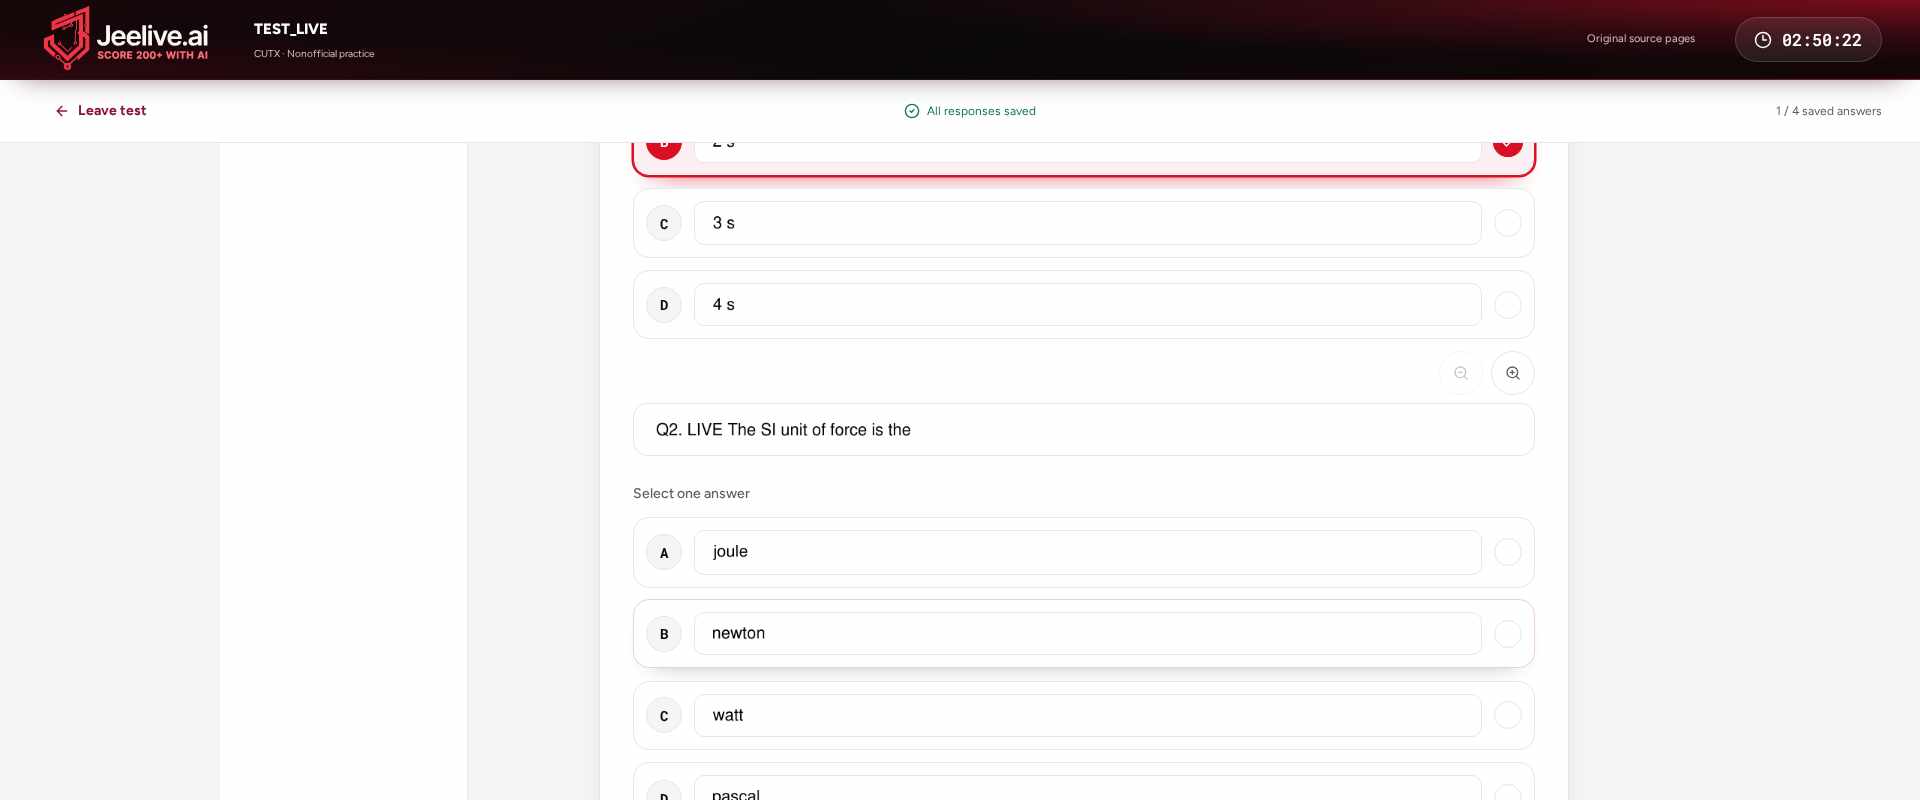 Jeelive.ai
SCORE 200+ WITH AI
TEST_LIVE
CUTX · Nonofficial practice
Original source pages
02:50:22
Leave test
All responses saved
1 / 4 saved answers
B 2 s
C 3 s
D 4 s
Q2. LIVE The SI unit of force is the
Select one answer
A joule
B newton
C watt
D pascal